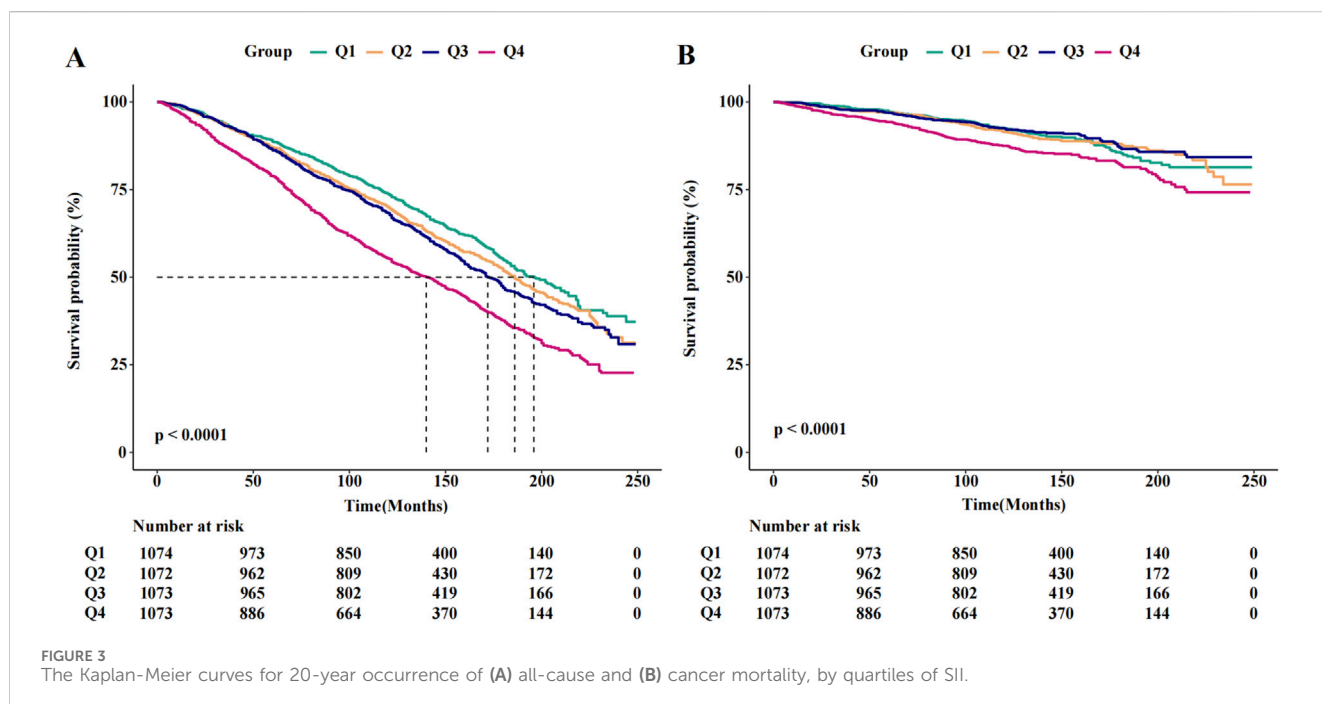 A
Group Q1 Q2 Q3 Q4
Survival probability (%)
100
75
50
25
0
p < 0.0001
0 50 100 150 200 250
Time(Months)
Number at risk
Q1 1074 973 850 400 140 0
Q2 1072 962 809 430 172 0
Q3 1073 965 802 419 166 0
Q4 1073 886 664 370 144 0
B
Group Q1 Q2 Q3 Q4
Survival probability (%)
100
75
50
25
0
p < 0.0001
0 50 100 150 200 250
Time(Months)
Number at risk
Q1 1074 973 850 400 140 0
Q2 1072 962 809 430 172 0
Q3 1073 965 802 419 166 0
Q4 1073 886 664 370 144 0
FIGURE 3
The Kaplan-Meier curves for 20-year occurrence of (A) all-cause and (B) cancer mortality, by quartiles of SII.